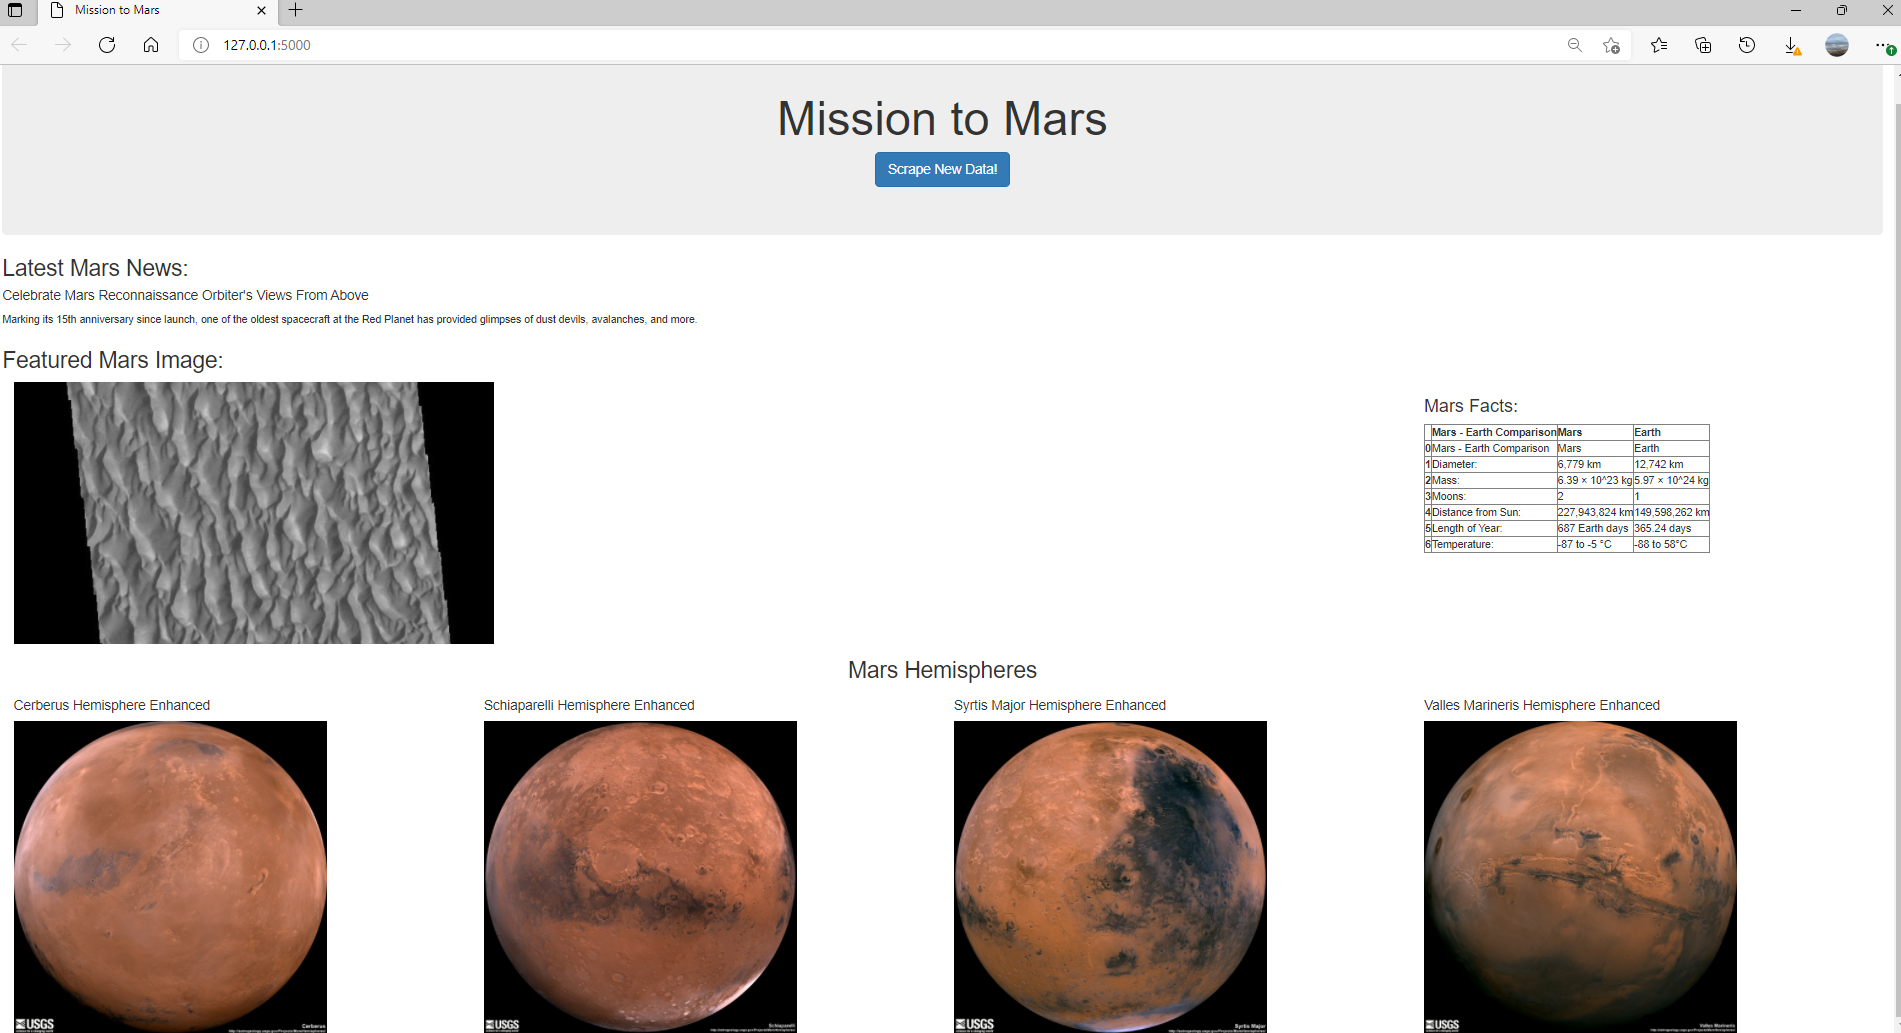 Mission to Mars
127.0.0.1:5000
Mission to Mars
Scrape New Data!
Latest Mars News:
Celebrate Mars Reconnaissance Orbiter's Views From Above
Marking its 15th anniversary since launch, one of the oldest spacecraft at the Red Planet has provided glimpses of dust devils, avalanches, and more.
Featured Mars Image:
Mars Facts:
Mars - Earth Comparison Mars Earth
0 Mars - Earth Comparison Mars Earth
1 Diameter: 6,779 km 12,742 km
2 Mass: 6.39 × 10^23 kg 5.97 × 10^24 kg
3 Moons: 2 1
4 Distance from Sun: 227,943,824 km 149,598,262 km
5 Length of Year: 687 Earth days 365.24 days
6 Temperature: -87 to -5 °C -88 to 58°C
Mars Hemispheres
Cerberus Hemisphere Enhanced
Schiaparelli Hemisphere Enhanced
Syrtis Major Hemisphere Enhanced
Valles Marineris Hemisphere Enhanced
USGS
Cerberus
USGS
Schiaparelli
USGS
Syrtis Major
USGS
Valles Marineris